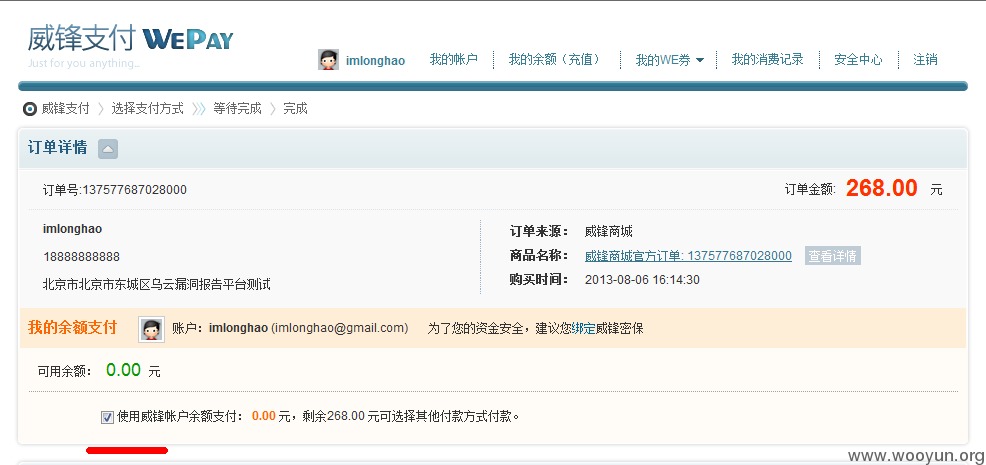 威锋支付 WEPAY
Just for you anything...
imlonghao 我的帐户 我的余额（充值） 我的WE券 我的消费记录 安全中心 注销
威锋支付 选择支付方式 等待完成 完成
订单详情
订单号:137577687028000 订单金额: 268.00 元
imlonghao
18888888888
北京市北京市东城区乌云漏洞报告平台测试
订单来源： 威锋商城
商品名称： 威锋商城官方订单: 137577687028000 查看详情
购买时间： 2013-08-06 16:14:30
我的余额支付 账户：imlonghao (imlonghao@gmail.com) 为了您的资金安全，建议您绑定威锋密保
可用余额： 0.00 元
使用威锋帐户余额支付： 0.00 元，剩余268.00 元可选择其他付款方式付款。
www.wooyun.org